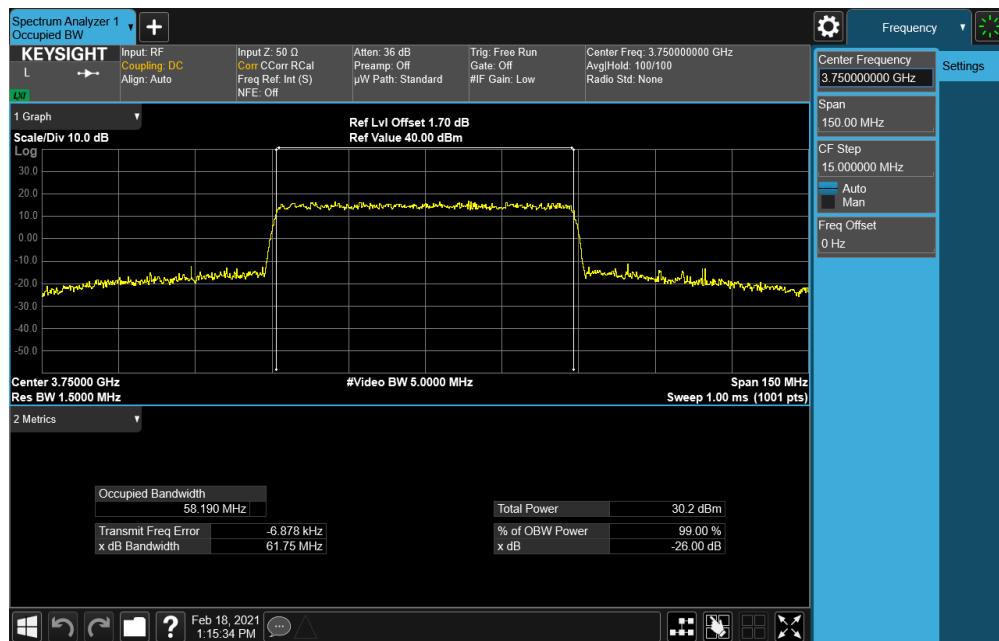 Spectrum Analyzer 1
Occupied BW
Frequency
KEYSIGHT
L
LXI
Input: RF
Coupling: DC
Align: Auto
Input Z: 50 Ω
Corr CCorr RCal
Freq Ref: Int (S)
NFE: Off
Atten: 36 dB
Preamp: Off
µW Path: Standard
Trig: Free Run
Gate: Off
#IF Gain: Low
Center Freq: 3.750000000 GHz
Avg|Hold: 100/100
Radio Std: None
Center Frequency
3.750000000 GHz
Settings
Span
150.00 MHz
CF Step
15.000000 MHz
Auto
Man
Freq Offset
0 Hz
1 Graph
Scale/Div 10.0 dB
Ref Lvl Offset 1.70 dB
Ref Value 40.00 dBm
Log
30.0
20.0
10.0
0.00
-10.0
-20.0
-30.0
-40.0
-50.0
Center 3.75000 GHz
#Video BW 5.0000 MHz
Span 150 MHz
Res BW 1.5000 MHz
Sweep 1.00 ms (1001 pts)
2 Metrics
Occupied Bandwidth
58.190 MHz
Total Power 30.2 dBm
Transmit Freq Error -6.878 kHz
% of OBW Power 99.00 %
x dB Bandwidth 61.75 MHz
x dB -26.00 dB
?
Feb 18, 2021
1:15:34 PM